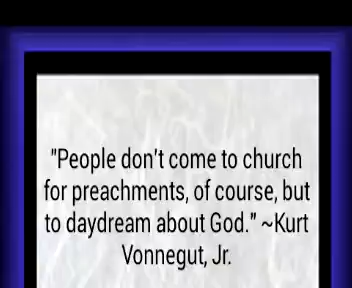 "People don't come to church
for preachments, of course, but
to daydream about God." ~Kurt
Vonnegut, Jr.